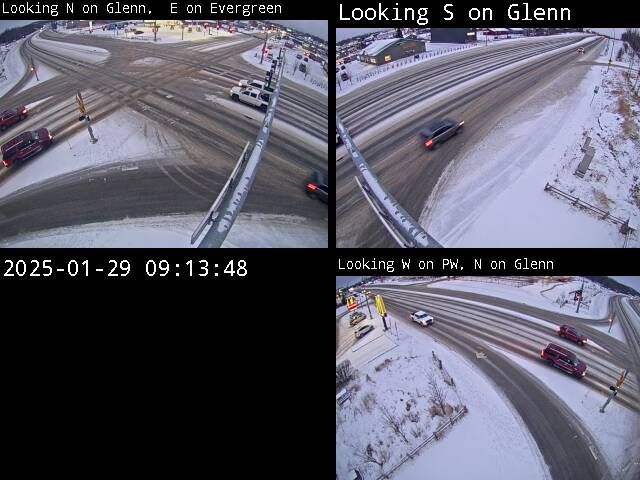 Looking N on Glenn,  E on Evergreen
Looking S on Glenn
2025-01-29 09:13:48
Looking W on PW, N on Glenn